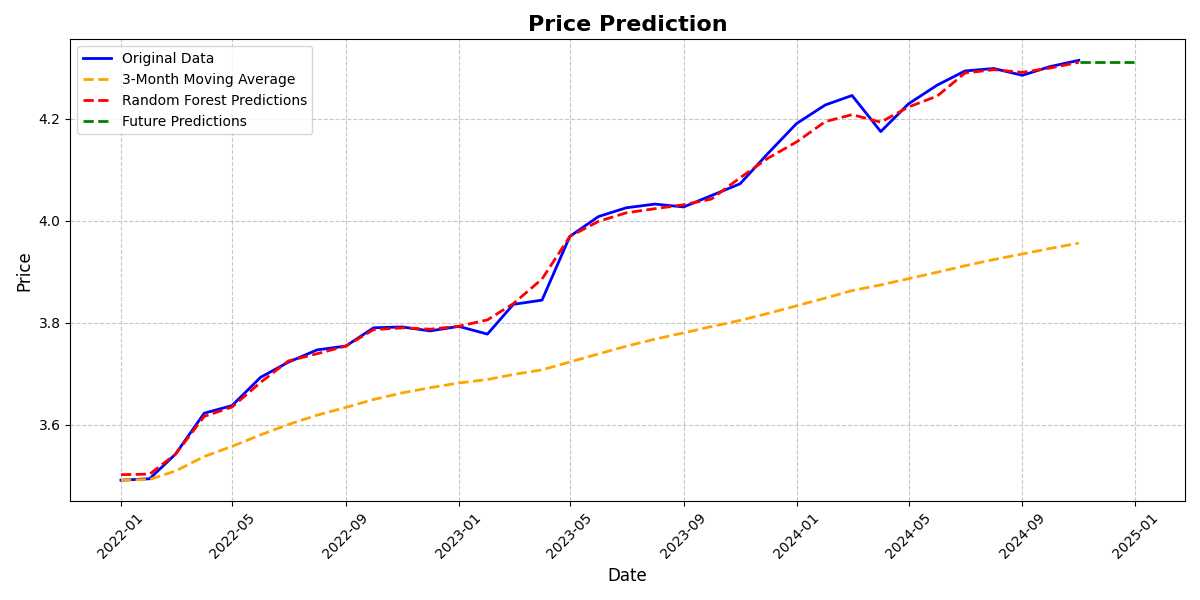 Price Prediction
Original Data
3-Month Moving Average
Random Forest Predictions
Future Predictions
Price
4.2
4.0
3.8
3.6
2022-01
2022-05
2022-09
2023-01
2023-05
2023-09
2024-01
2024-05
2024-09
2025-01
Date